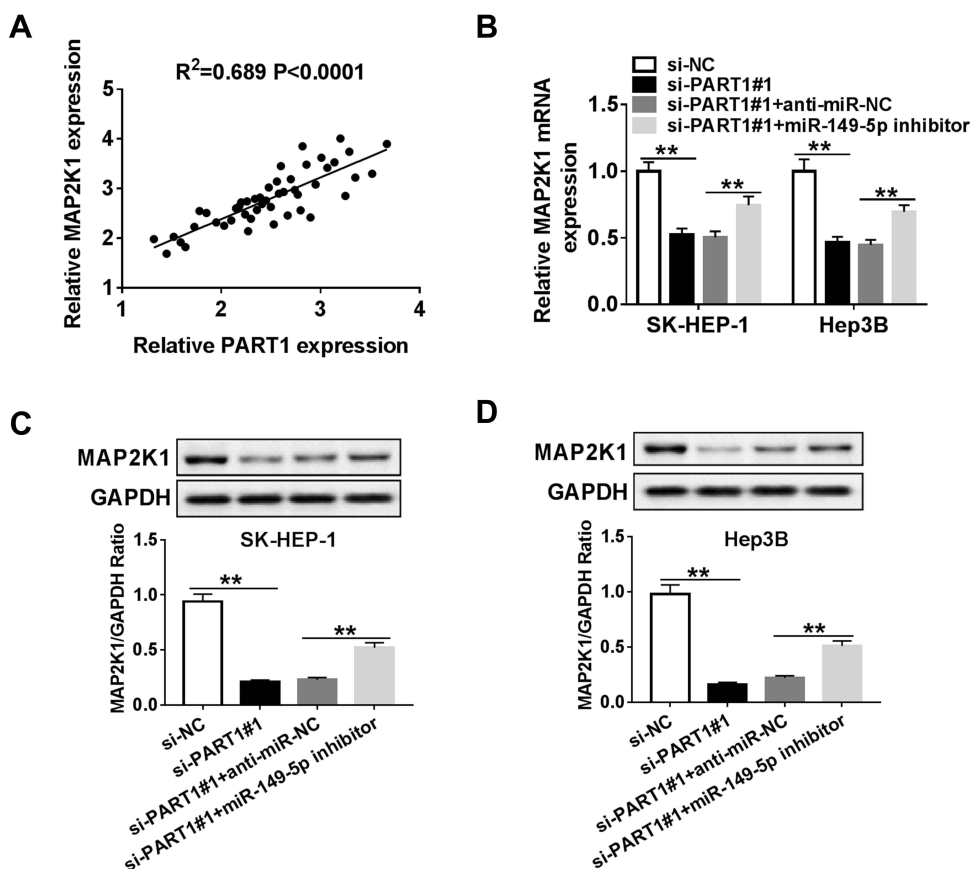 A
R²=0.689 P<0.0001
Relative MAP2K1 expression
5
4
3
2
1
1
2
3
4
Relative PART1 expression
B
si-NC
si-PART1#1
si-PART1#1+anti-miR-NC
si-PART1#1+miR-149-5p inhibitor
Relative MAP2K1 mRNA
expression
1.5
1.0
0.5
0.0
**
**
**
**
SK-HEP-1
Hep3B
C
MAP2K1
GAPDH
SK-HEP-1
MAP2K1/GAPDH Ratio
1.5
1.0
0.5
0.0
**
**
si-NC
si-PART1#1
si-PART1#1+anti-miR-NC
si-PART1#1+miR-149-5p inhibitor
D
MAP2K1
GAPDH
Hep3B
MAP2K1/GAPDH Ratio
1.5
1.0
0.5
0.0
**
**
si-NC
si-PART1#1
si-PART1#1+anti-miR-NC
si-PART1#1+miR-149-5p inhibitor